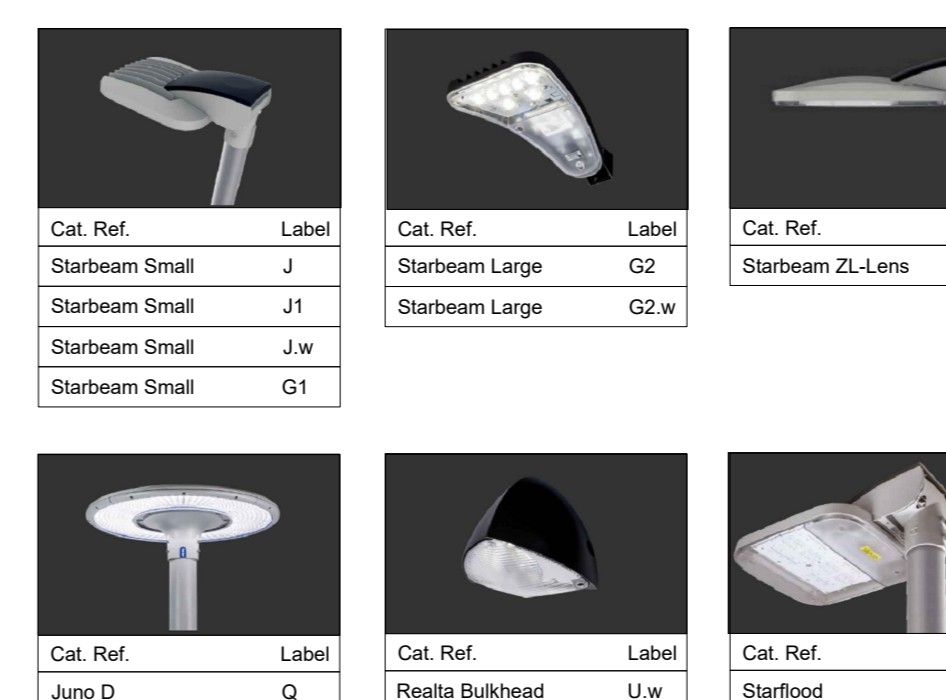 Cat. Ref. Label
Starbeam Small J
Starbeam Small J1
Starbeam Small J.w
Starbeam Small G1
Cat. Ref. Label
Starbeam Large G2
Starbeam Large G2.w
Cat. Ref.
Starbeam ZL-Lens
Cat. Ref. Label
Juno D Q
Cat. Ref. Label
Realta Bulkhead U.w
Cat. Ref.
Starflood